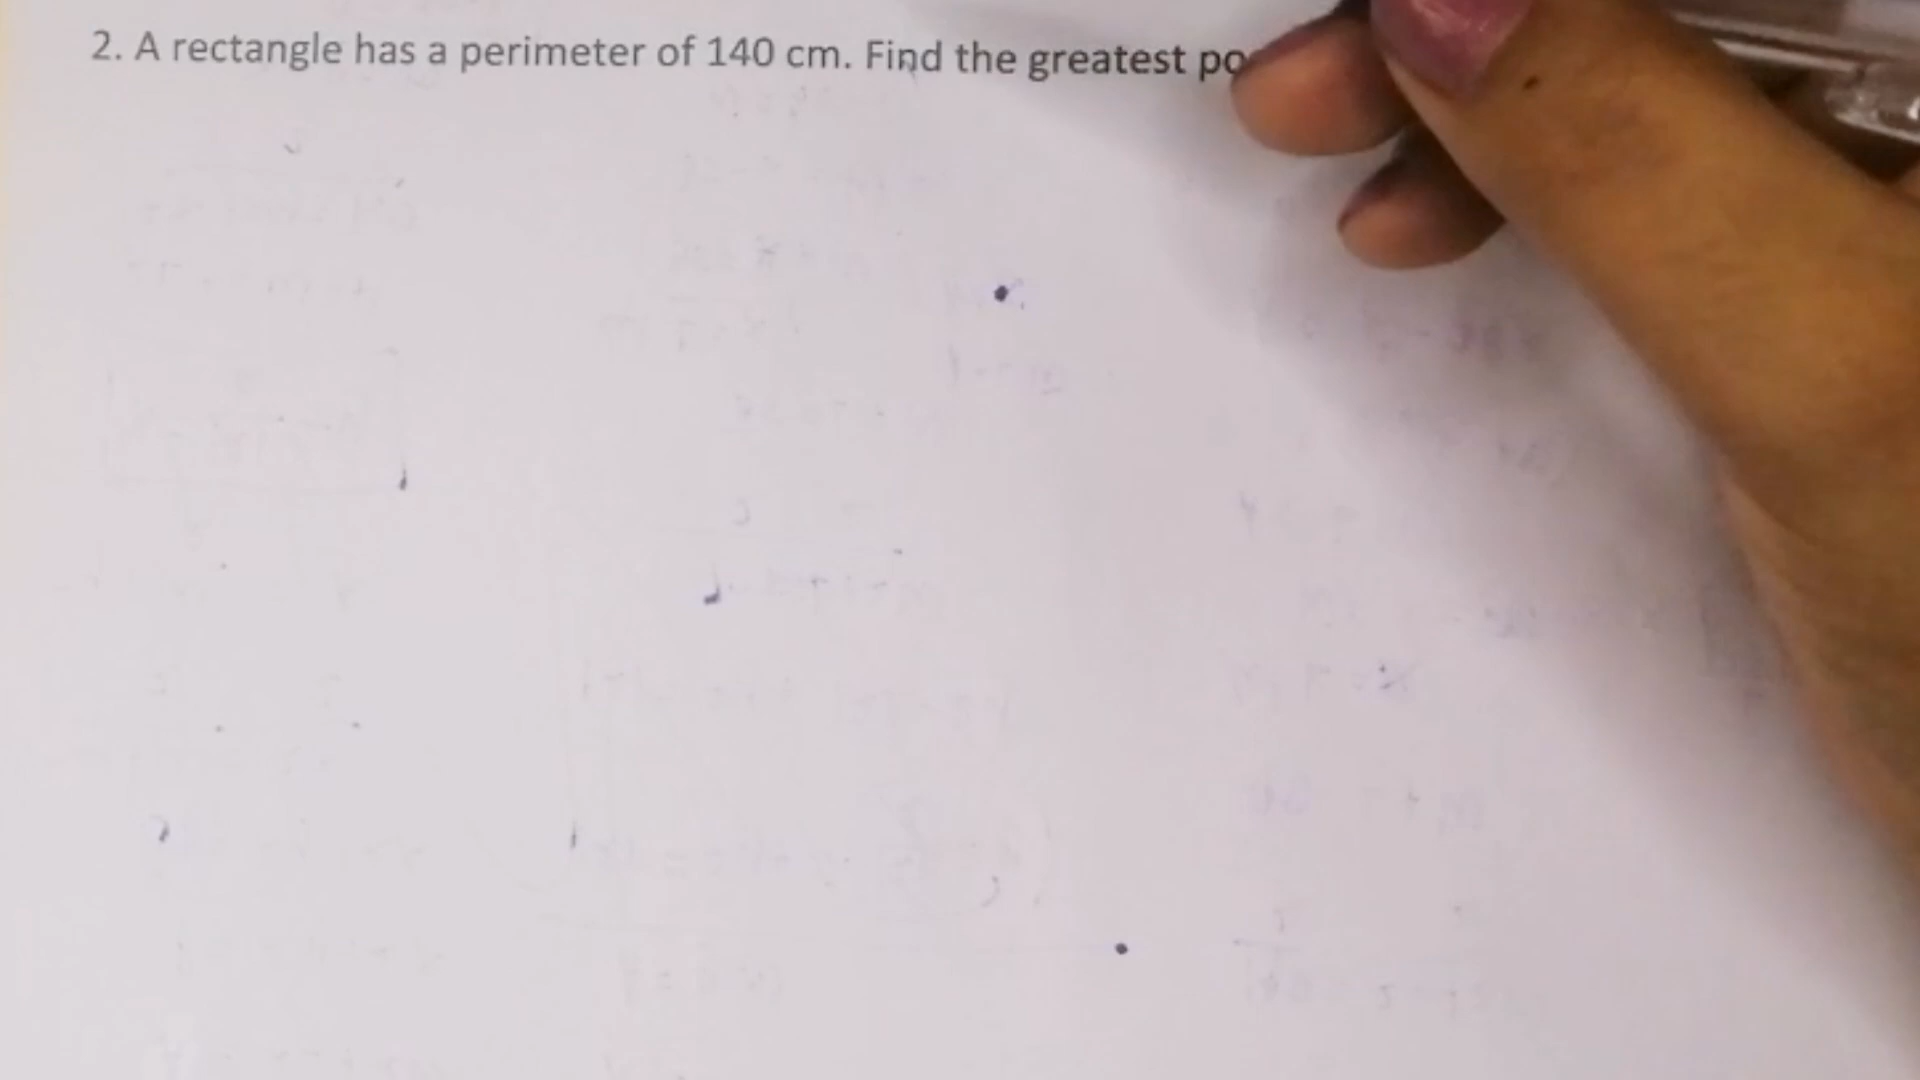 2. A rectangle has a perimeter of 140 cm. Find the greatest